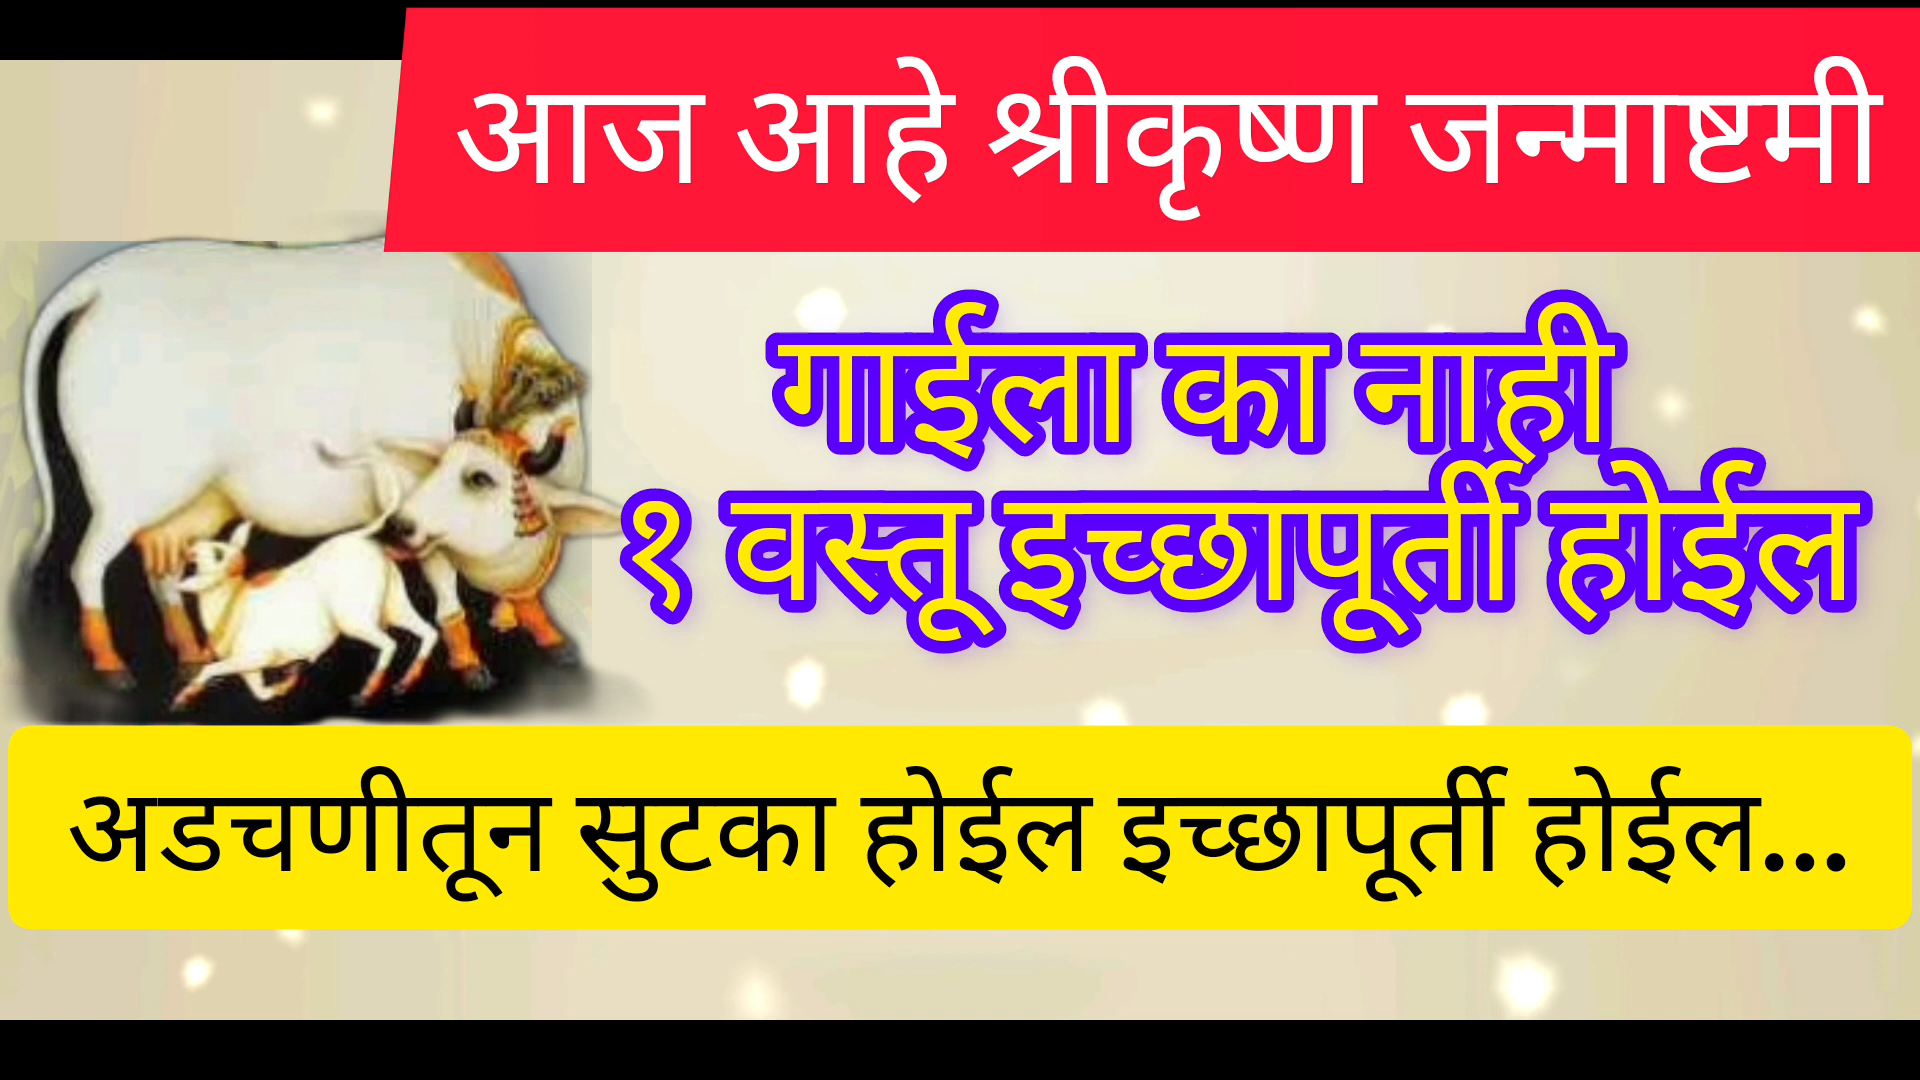 आज आहे श्रीकृष्ण जन्माष्टमी
गाईला का नाही
१ वस्तू इच्छापूर्ती होईल
अडचणीतून सुटका होईल इच्छापूर्ती होईल...